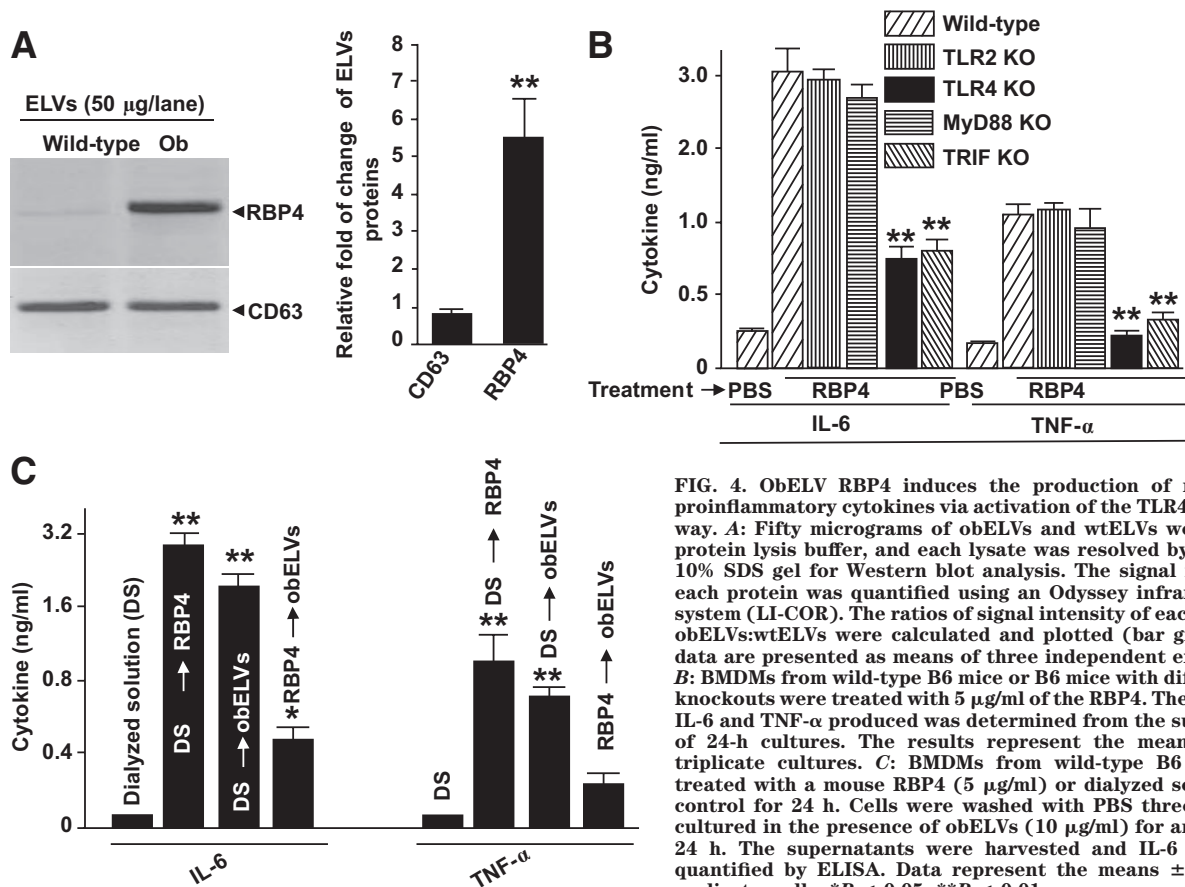 A
ELVs (50 µg/lane)
Wild-type Ob
RBP4
CD63
Relative fold of change of ELVs
proteins
8
7
6
5
4
3
2
1
0
**
CD63
RBP4
B
Wild-type
TLR2 KO
TLR4 KO
MyD88 KO
TRIF KO
Cytokine (ng/ml)
3.0
2.0
1.0
0.5
0
** **
** **
Treatment → PBS RBP4 PBS RBP4
IL-6 TNF-α
C
Cytokine (ng/ml)
3.2
1.6
0.8
0.4
0
Dialyzed solution (DS)
**
DS → RBP4
**
DS → obELVs
*RBP4 → obELVs
IL-6
DS
** DS → RBP4
** DS → obELVs
RBP4 → obELVs
TNF-α
FIG. 4. ObELV RBP4 induces the production of
proinflammatory cytokines via activation of the TLR4
way. A: Fifty micrograms of obELVs and wtELVs
protein lysis buffer, and each lysate was resolved by
10% SDS gel for Western blot analysis. The signal
each protein was quantified using an Odyssey
system (LI-COR). The ratios of signal intensity of
obELVs:wtELVs were calculated and plotted (bar
data are presented as means of three independent
B: BMDMs from wild-type B6 mice or B6 mice with
knockouts were treated with 5 µg/ml of the RBP4.
IL-6 and TNF-α produced was determined from the
of 24-h cultures. The results represent the
triplicate cultures. C: BMDMs from wild-type B6
treated with a mouse RBP4 (5 µg/ml) or dialyzed
control for 24 h. Cells were washed with PBS
cultured in the presence of obELVs (10 µg/ml) for
24 h. The supernatants were harvested and IL-6
quantified by ELISA. Data represent the means ±